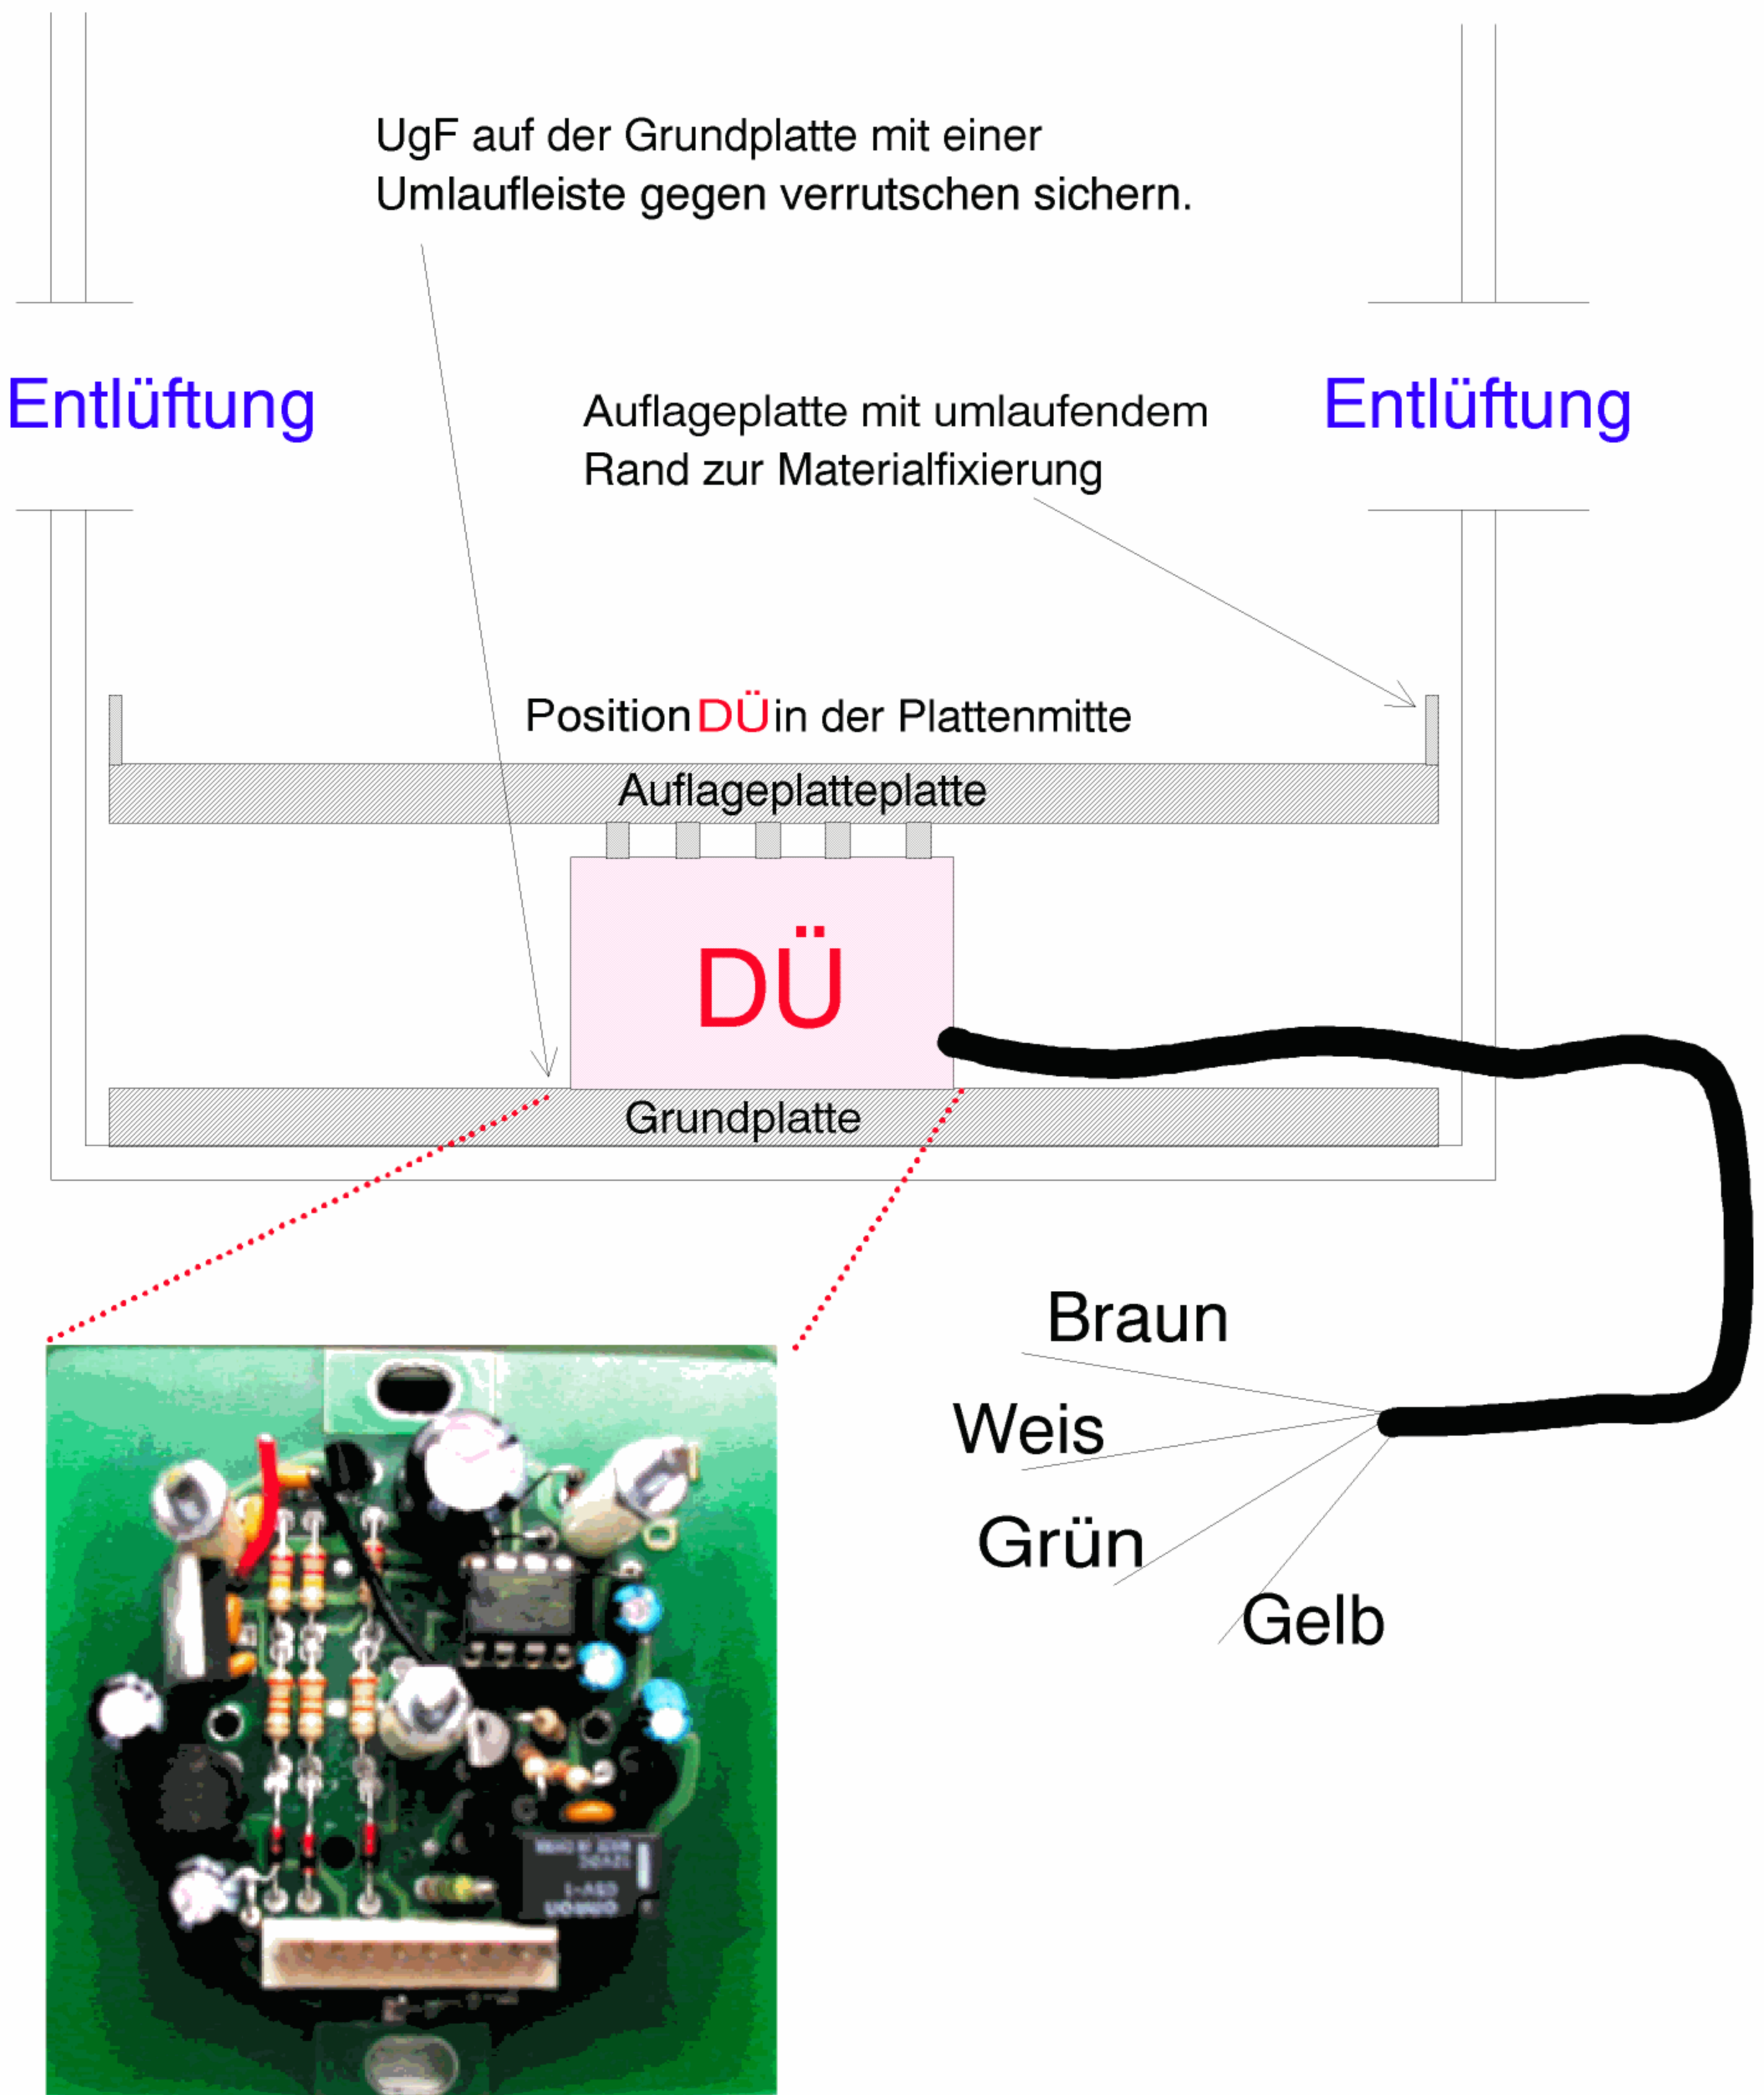 UgF auf der Grundplatte mit einer
Umlaufleiste gegen verrutschen sichern.
Entlüftung
Entlüftung
Auflageplatte mit umlaufendem
Rand zur Materialfixierung
Position DÜ in der Plattenmitte
Auflageplatteplatte
DÜ
Grundplatte
Braun
Weis
Grün
Gelb